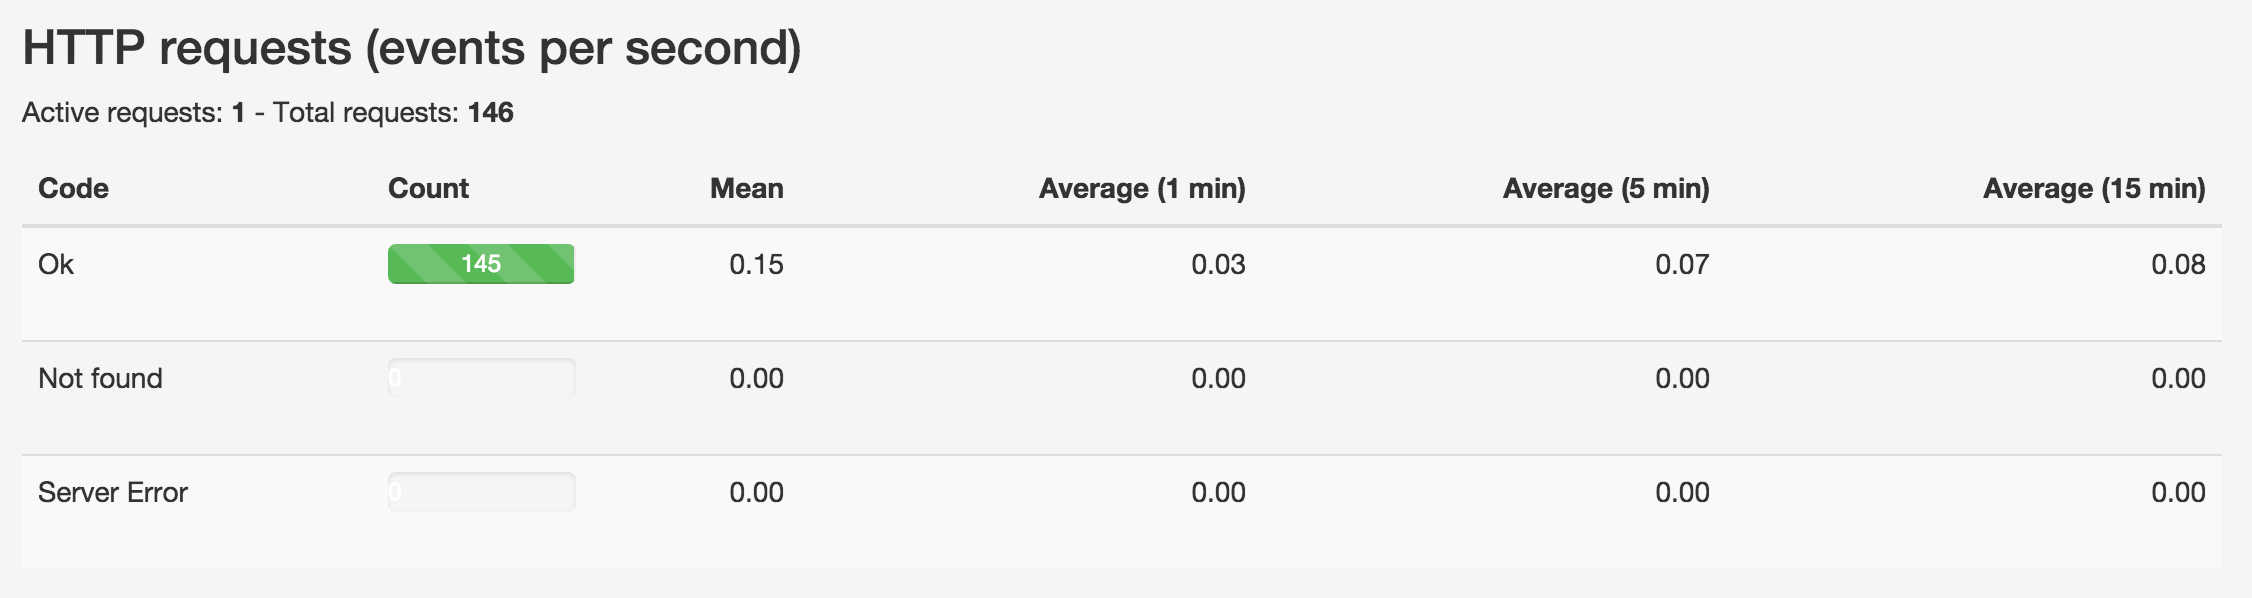 HTTP requests (events per second)
Active requests: 1 - Total requests: 146
Code Count Mean Average (1 min) Average (5 min) Average (15 min)
Ok 145 0.15 0.03 0.07 0.08
Not found 0 0.00 0.00 0.00 0.00
Server Error 0 0.00 0.00 0.00 0.00